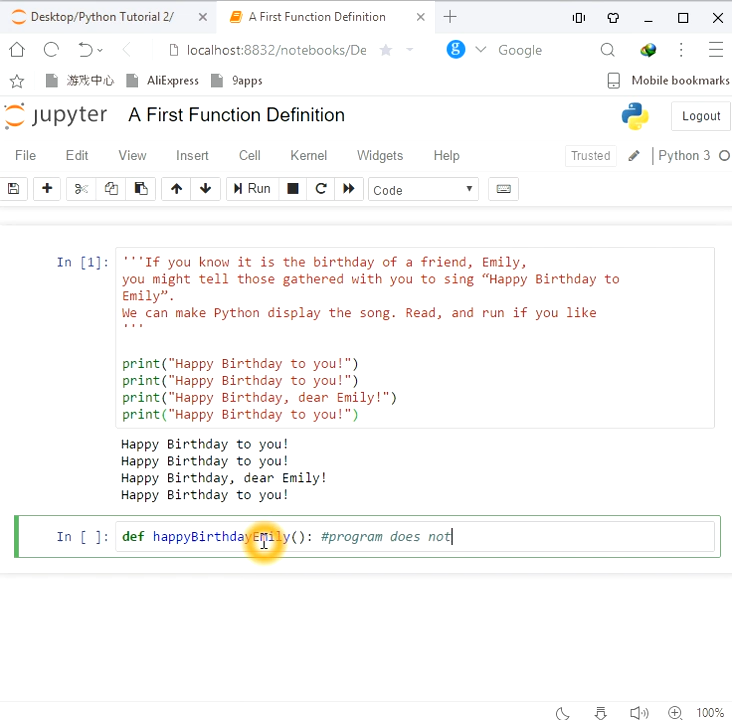 Desktop/Python Tutorial 2/
A First Function Definition
localhost:8832/notebooks/De
g
Google
游戏中心
AliExpress
9apps
Mobile bookmarks
jupyter
A First Function Definition
Logout
File Edit View Insert Cell Kernel Widgets Help
Trusted
Python 3
Run
Code
In [1]:
'''If you know it is the birthday of a friend, Emily,
you might tell those gathered with you to sing “Happy Birthday to
Emily”.
We can make Python display the song. Read, and run if you like
'''
print("Happy Birthday to you!")
print("Happy Birthday to you!")
print("Happy Birthday, dear Emily!")
print("Happy Birthday to you!")
Happy Birthday to you!
Happy Birthday to you!
Happy Birthday, dear Emily!
Happy Birthday to you!
In [ ]:
def happyBirthdayEmily(): #program does not
100%